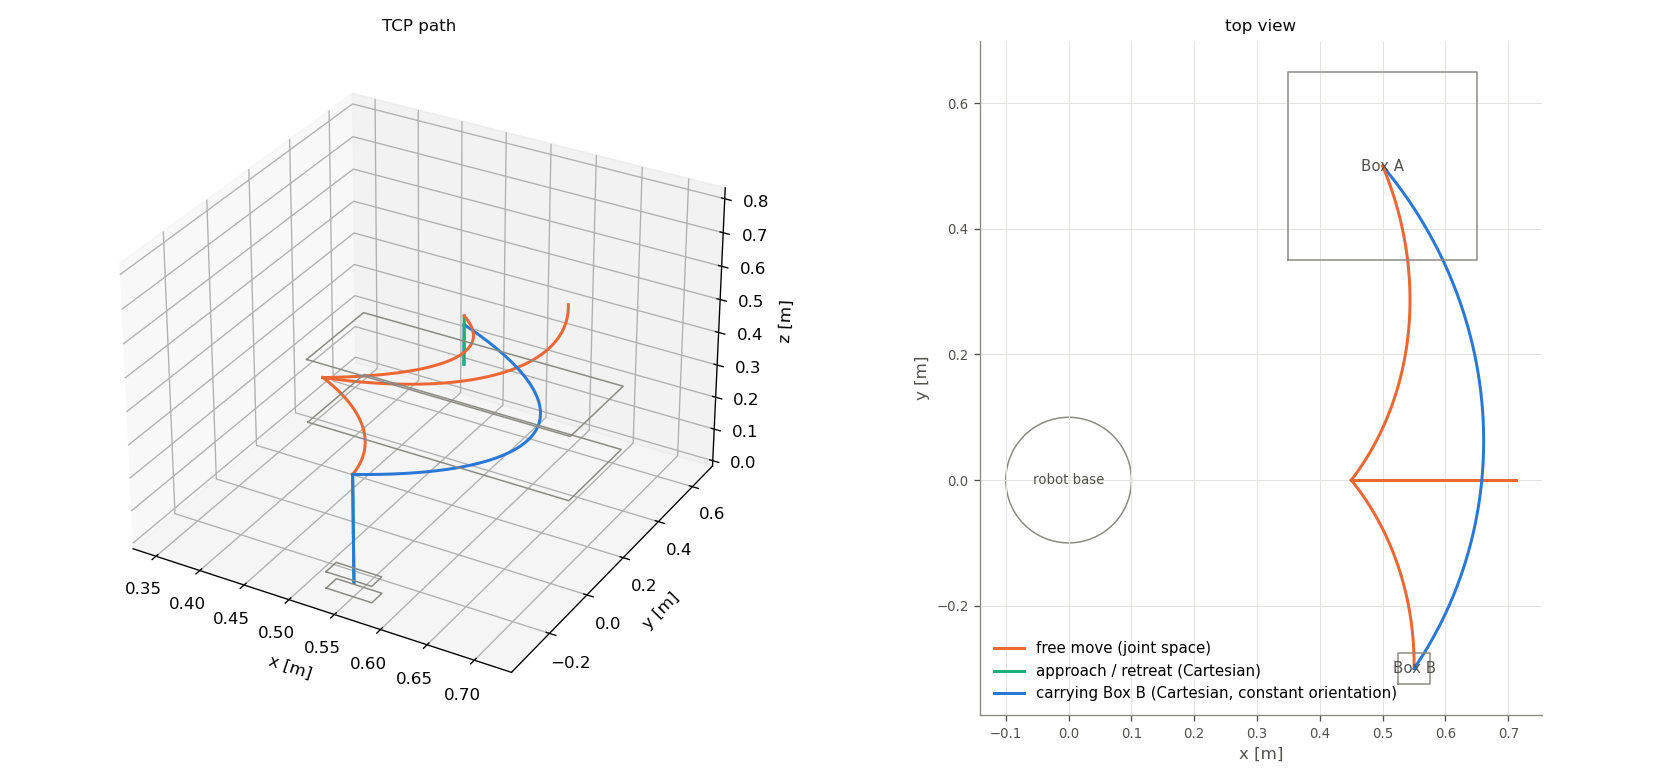 TCP path
0.8
0.7
0.6
0.5
0.4
0.3
0.2
0.1
0.0
z [m]
0.6
0.4
0.2
0.0
−0.2
y [m]
0.35
0.40
0.45
0.50
0.55
0.60
0.65
0.70
x [m]
top view
0.6
0.4
0.2
0.0
−0.2
y [m]
Box A
robot base
Box B
free move (joint space)
approach / retreat (Cartesian)
carrying Box B (Cartesian, constant orientation)
−0.1 0.0 0.1 0.2 0.3 0.4 0.5 0.6 0.7
x [m]